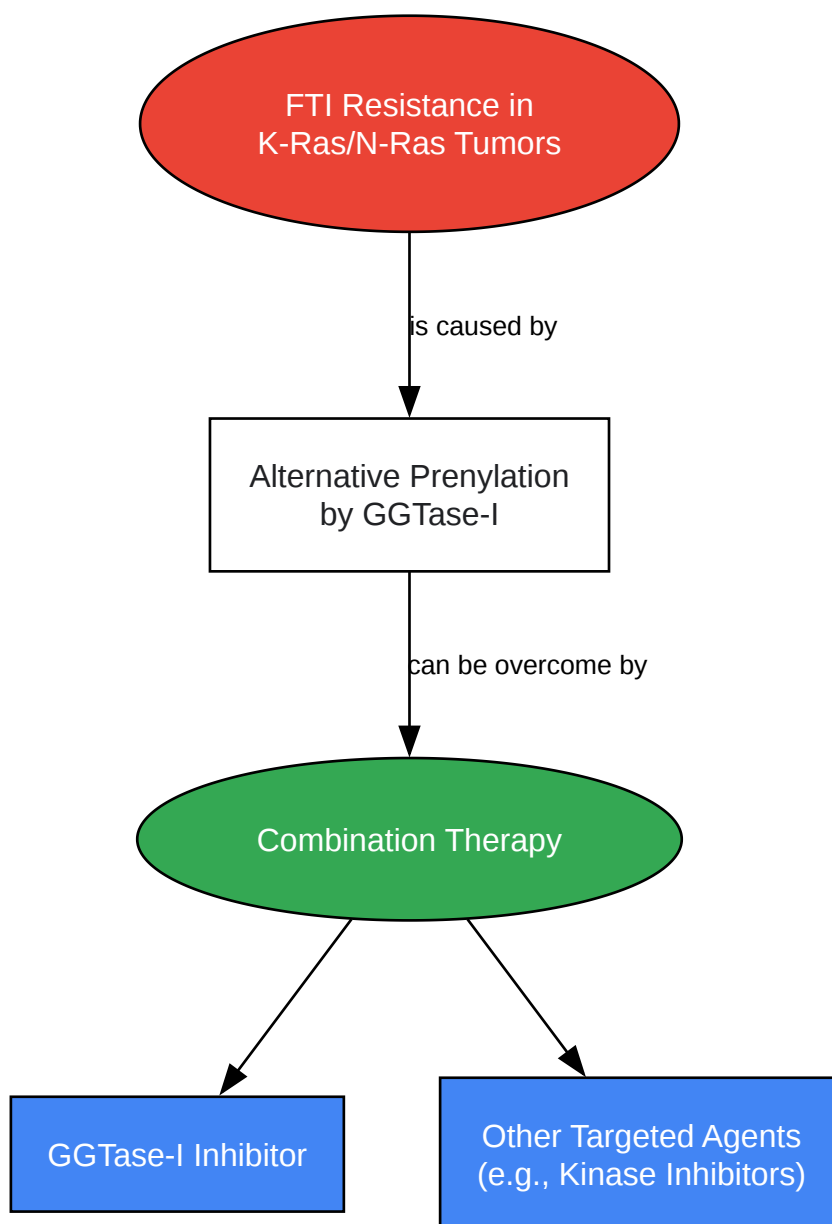 FTI Resistance in
K-Ras/N-Ras Tumors
is caused by
Alternative Prenylation
by GGTase-I
can be overcome by
Combination Therapy
GGTase-I Inhibitor
Other Targeted Agents
(e.g., Kinase Inhibitors)